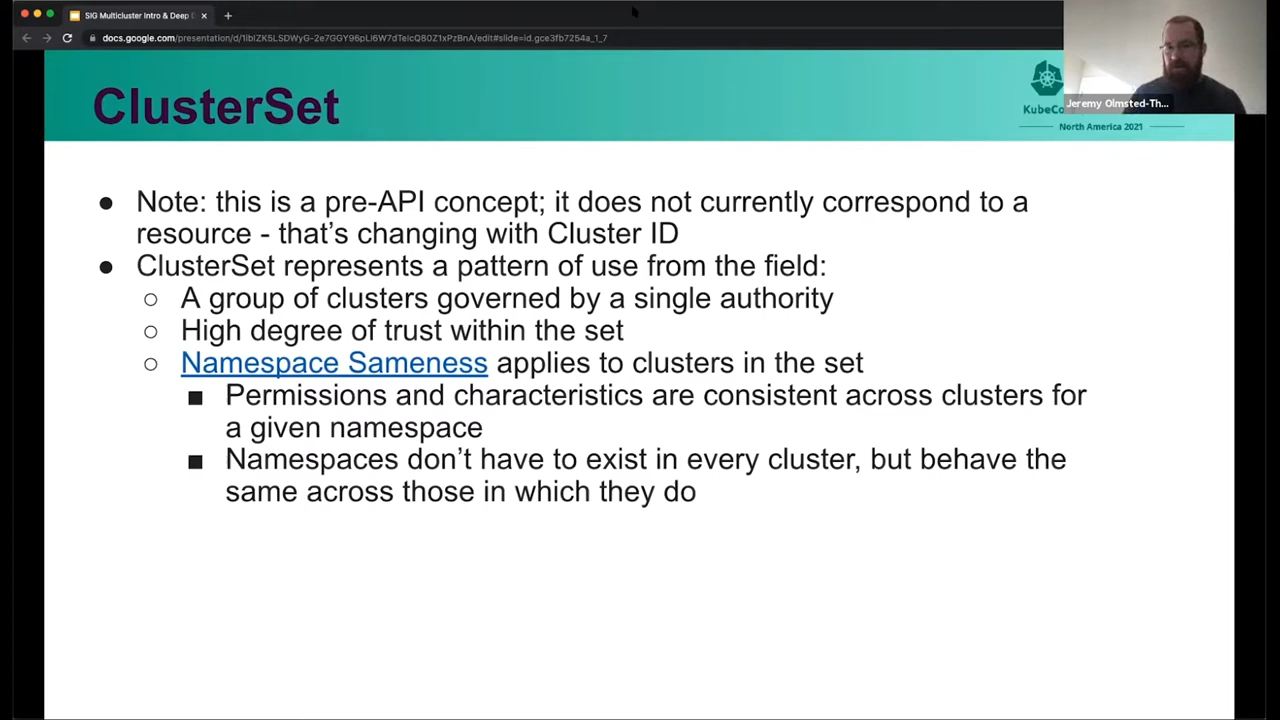 SIG Multicluster Intro & Deep
docs.google.com/presentation/d/1IbIZK5LSDWyG-2e7GGY96pLi6W7dTelcQ80Z1xPzBnA/edit#slide=id.gce3fb7254a_1_7
ClusterSet
KubeCo
Jeremy Olmsted-Th...
North America 2021
● Note: this is a pre-API concept; it does not currently correspond to a
resource - that's changing with Cluster ID
● ClusterSet represents a pattern of use from the field:
○ A group of clusters governed by a single authority
○ High degree of trust within the set
○ Namespace Sameness applies to clusters in the set
■ Permissions and characteristics are consistent across clusters for
a given namespace
■ Namespaces don't have to exist in every cluster, but behave the
same across those in which they do